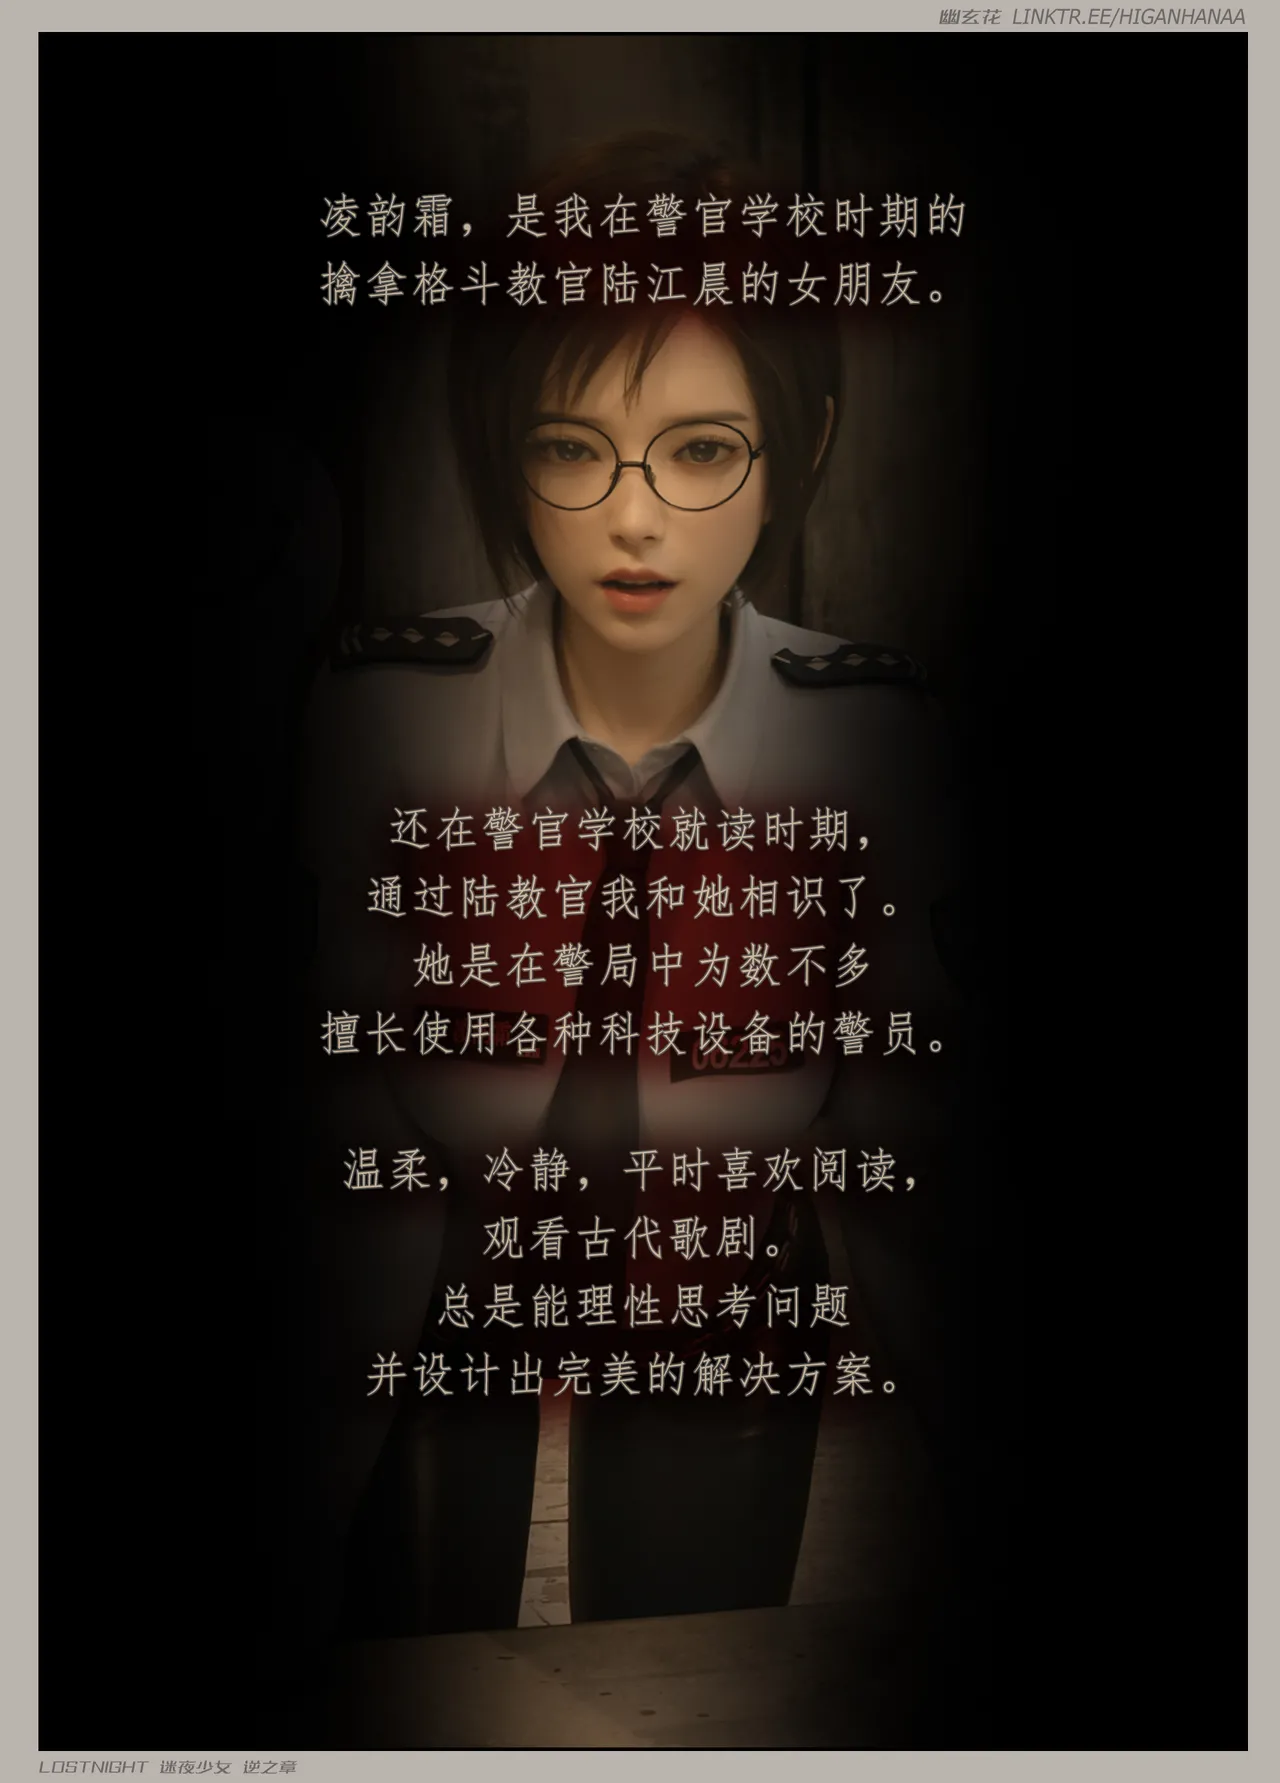 幽玄花 LINKTR.EE/HIGANHANAA
凌韵霜，是我在警官学校时期的
擒拿格斗教官陆江晨的女朋友。
还在警官学校就读时期，
通过陆教官我和她相识了。
她是在警局中为数不多
擅长使用各种科技设备的警员。
温柔，冷静，平时喜欢阅读，
观看古代歌剧。
总是能理性思考问题
并设计出完美的解决方案。
LOSTNIGHT 迷夜少女 逆之章